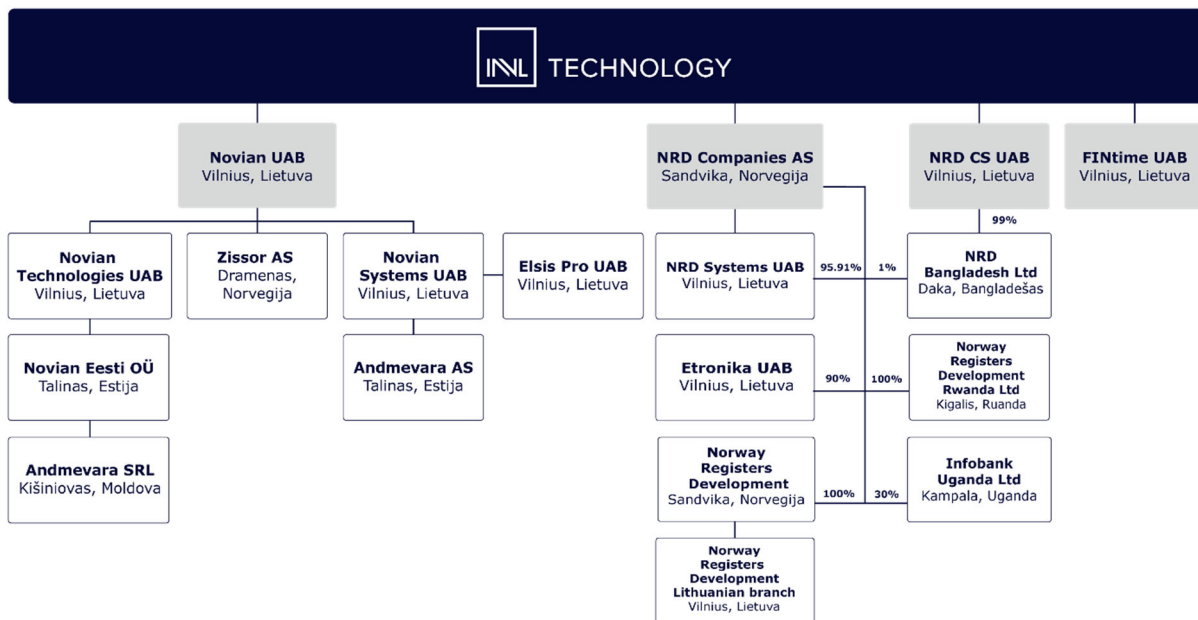 INVL TECHNOLOGY
Novian UAB
Vilnius, Lietuva
NRD Companies AS
Sandvika, Norvegija
NRD CS UAB
Vilnius, Lietuva
FINtime UAB
Vilnius, Lietuva
99%
Novian
Technologies UAB
Vilnius, Lietuva
Zissor AS
Dramenas,
Norvegija
Novian
Systems UAB
Vilnius, Lietuva
Elsis Pro UAB
Vilnius, Lietuva
NRD Systems UAB
Vilnius, Lietuva
95.91%
1%
NRD
Bangladesh Ltd
Daka, Bangladešas
Novian Eesti OÜ
Talinas, Estija
Andmevara AS
Talinas, Estija
Etronika UAB
Vilnius, Lietuva
90%
100%
Norway
Registers
Development
Rwanda Ltd
Kigalis, Ruanda
Andmevara SRL
Kišiniovas, Moldova
Norway
Registers
Development
Sandvika, Norvegija
100%
30%
Infobank
Uganda Ltd
Kampala, Uganda
Norway
Registers
Development
Lithuanian branch
Vilnius, Lietuva